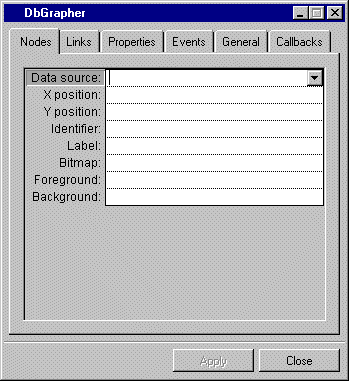 DbGrapher
Nodes Links Properties Events General Callbacks
Data source:
X position:
Y position:
Identifier:
Label:
Bitmap:
Foreground:
Background:
Apply Close